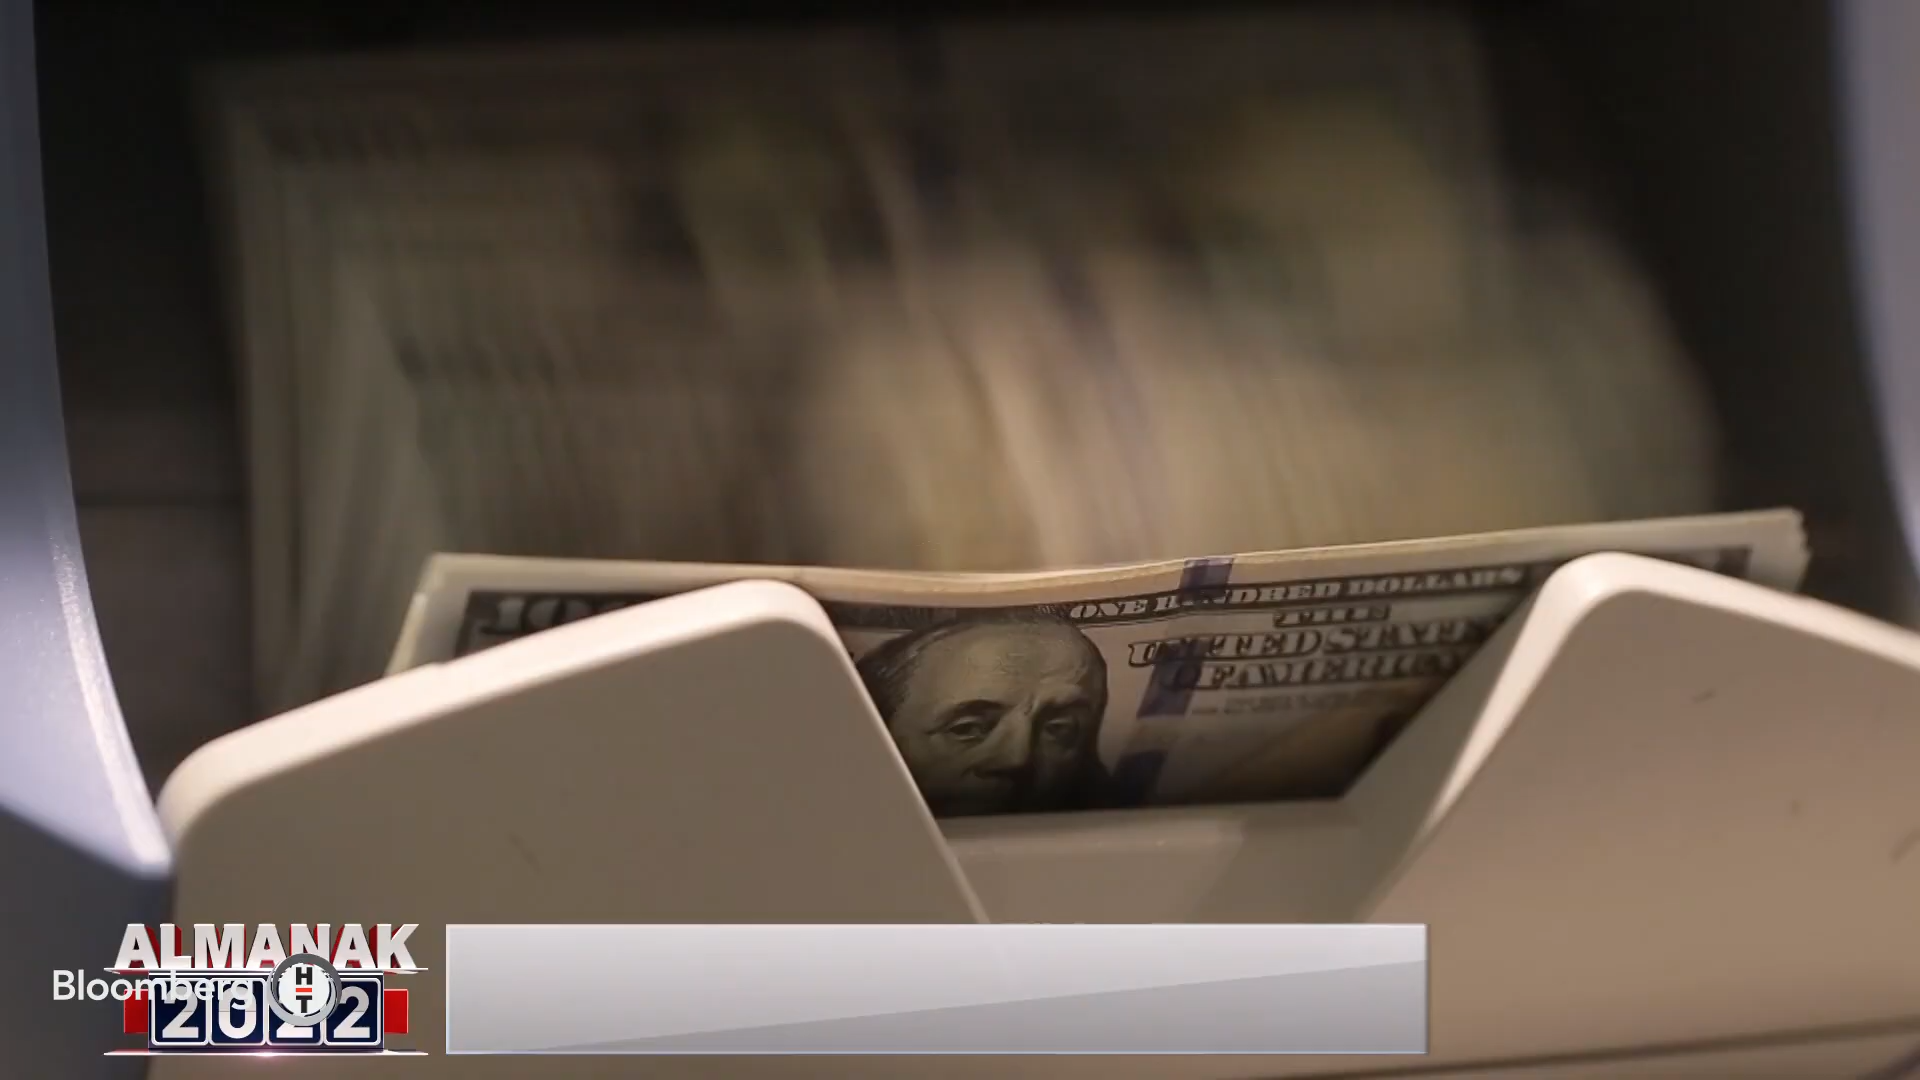 ONE HUNDRED DOLLARS
THE
UNITED STATES
OF AMERICA
ALMANAK
Bloomberg HT
2022